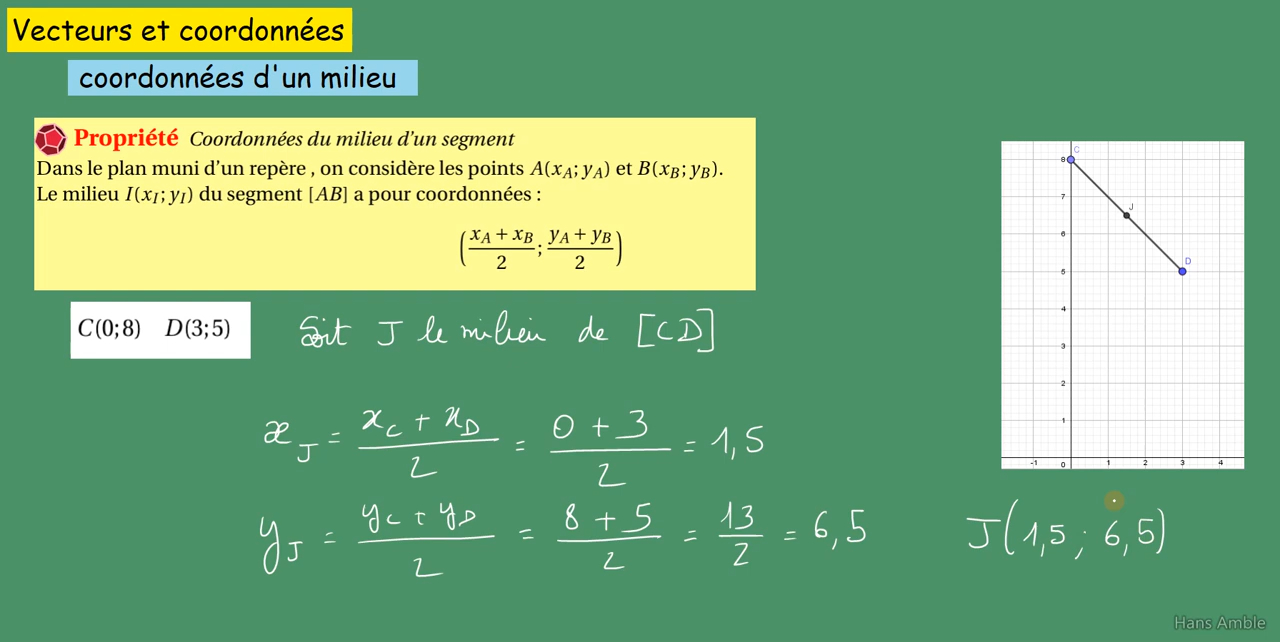 Vecteurs et coordonnées
coordonnées d'un milieu
Propriété Coordonnées du milieu d'un segment
Dans le plan muni d'un repère , on considère les points A(x_A; y_A) et B(x_B; y_B).
Le milieu I(x_I; y_I) du segment [AB] a pour coordonnées :
((x_A + x_B)/2 ; (y_A + y_B)/2)
C(0;8) D(3;5)
Soit J le milieu de [CD]
x_J = (x_C + x_D)/2 = (0 + 3)/2 = 1,5
y_J = (y_C + y_D)/2 = (8 + 5)/2 = 13/2 = 6,5
J(1,5 ; 6,5)
C
8
7
J
6
D
5
4
3
2
1
-1 0 1 2 3 4
Hans Amble